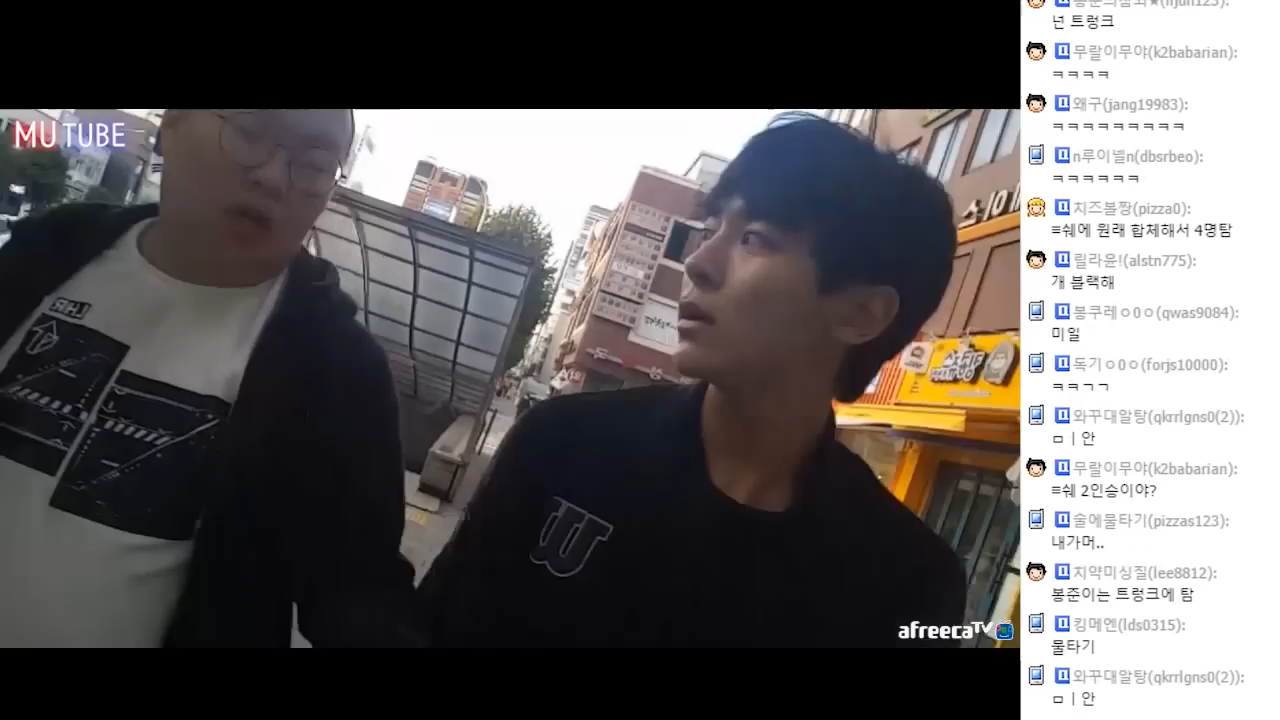 MUTUBE
afreecaTV
넌 트렁크
무랄이무야(k2babarian):
ㅋㅋㅋㅋ
왜구(jang19983):
ㅋㅋㅋㅋㅋㅋㅋㅋㅋ
n루이넬n(dbsrbeo):
ㅋㅋㅋㅋㅋㅋ
치즈볼짱(pizza0):
ㅌ쉐에 원래 합체해서 4명탐
릴라윤!(alstn775):
개 블랙해
봉쿠레ㅇ0ㅇ(qwas9084):
미일
독기ㅇ0ㅇ(forjs10000):
ㅋㅋㄱㄱ
와꾸대알탕(qkrrlgns0(2)):
ㅁㅣ안
무랄이무야(k2babarian):
ㅌ쉐 2인승이야?
술에물타기(pizzas123):
내가머..
치약미싱질(lee8812):
봉준이는 트렁크에 탐
킹메엔(lds0315):
물타기
와꾸대알탕(qkrrlgns0(2)):
ㅁㅣ안